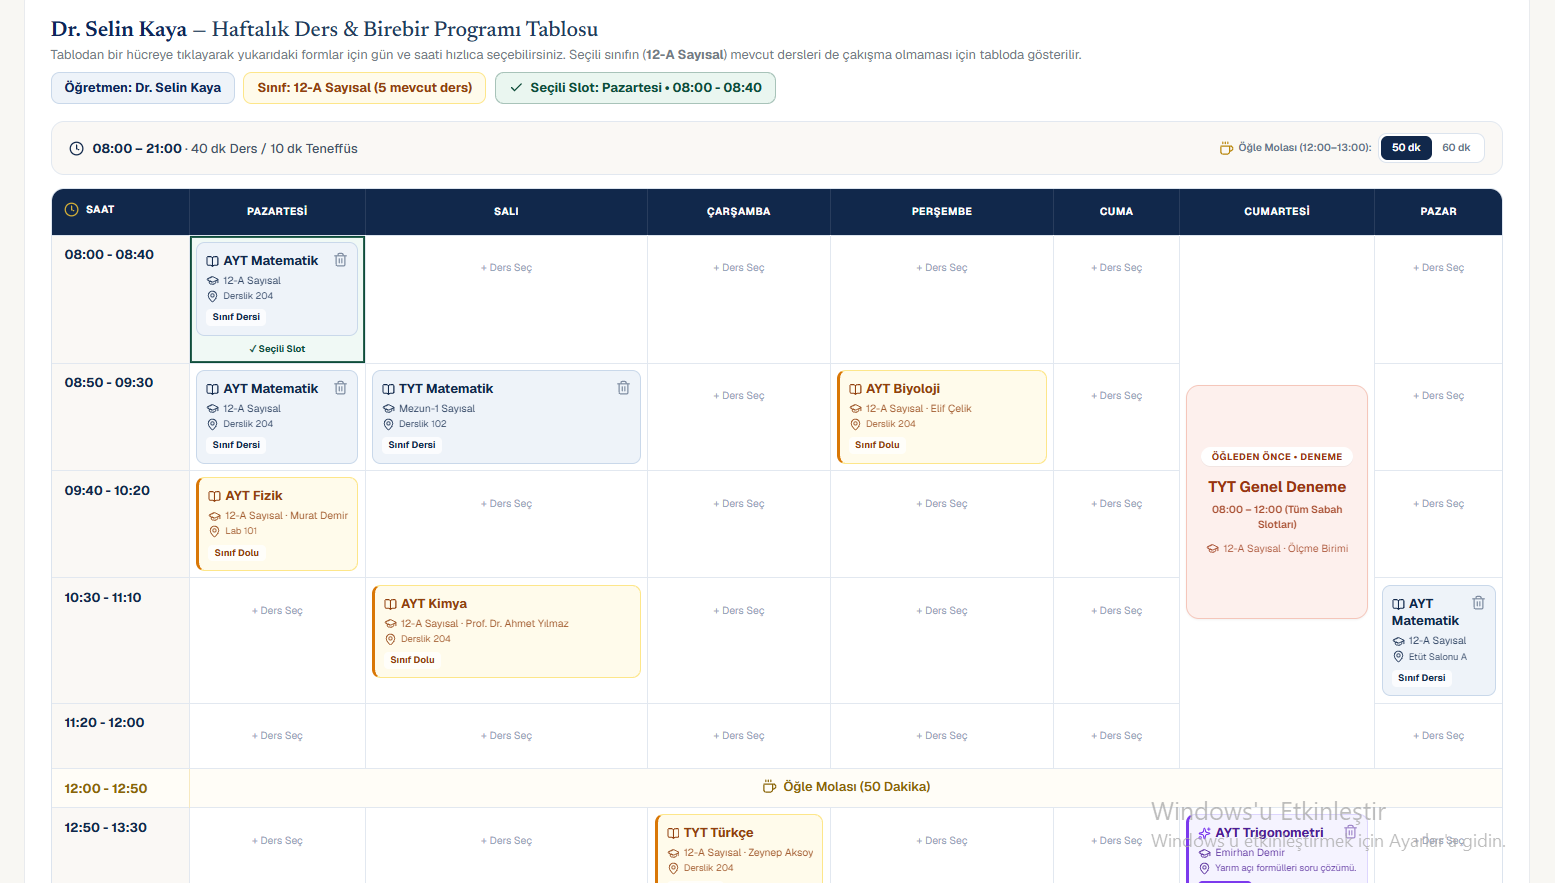 Dr. Selin Kaya – Haftalık Ders & Birebir Programı Tablosu
Tablodan bir hücreye tıklayarak yukarıdaki formlar için gün ve saati hızlıca seçebilirsiniz. Seçili sınıfın (12-A Sayısal) mevcut dersleri de çakışma olmaması için tabloda gösterilir.
Öğretmen: Dr. Selin Kaya
Sınıf: 12-A Sayısal (5 mevcut ders)
✓ Seçili Slot: Pazartesi • 08:00 - 08:40
08:00 – 21:00 · 40 dk Ders / 10 dk Teneffüs
Öğle Molası (12:00–13:00):
50 dk
60 dk
SAAT
PAZARTESİ
SALI
ÇARŞAMBA
PERŞEMBE
CUMA
CUMARTESİ
PAZAR
08:00 - 08:40
AYT Matematik
12-A Sayısal
Derslik 204
Sınıf Dersi
✓ Seçili Slot
+ Ders Seç
+ Ders Seç
+ Ders Seç
+ Ders Seç
+ Ders Seç
08:50 - 09:30
AYT Matematik
12-A Sayısal
Derslik 204
Sınıf Dersi
TYT Matematik
Mezun-1 Sayısal
Derslik 102
Sınıf Dersi
+ Ders Seç
AYT Biyoloji
12-A Sayısal · Elif Çelik
Derslik 204
Sınıf Dolu
+ Ders Seç
ÖĞLEDEN ÖNCE • DENEME
TYT Genel Deneme
08:00 – 12:00 (Tüm Sabah
Slotları)
12-A Sayısal · Ölçme Birimi
+ Ders Seç
09:40 - 10:20
AYT Fizik
12-A Sayısal · Murat Demir
Lab 101
Sınıf Dolu
+ Ders Seç
+ Ders Seç
+ Ders Seç
+ Ders Seç
+ Ders Seç
10:30 - 11:10
+ Ders Seç
AYT Kimya
12-A Sayısal · Prof. Dr. Ahmet Yılmaz
Derslik 204
Sınıf Dolu
+ Ders Seç
+ Ders Seç
+ Ders Seç
AYT
Matematik
12-A Sayısal
Etüt Salonu A
Sınıf Dersi
11:20 - 12:00
+ Ders Seç
+ Ders Seç
+ Ders Seç
+ Ders Seç
+ Ders Seç
+ Ders Seç
12:00 - 12:50
Öğle Molası (50 Dakika)
12:50 - 13:30
+ Ders Seç
+ Ders Seç
TYT Türkçe
12-A Sayısal · Zeynep Aksoy
Derslik 204
+ Ders Seç
+ Ders Seç
AYT Trigonometri
Emirhan Demir
Yarım açı formülleri soru çözümü.
+ Ders Seç
Windows'u Etkinleştir
Windows'u etkinleştirmek için Ayarlar'a gidin.